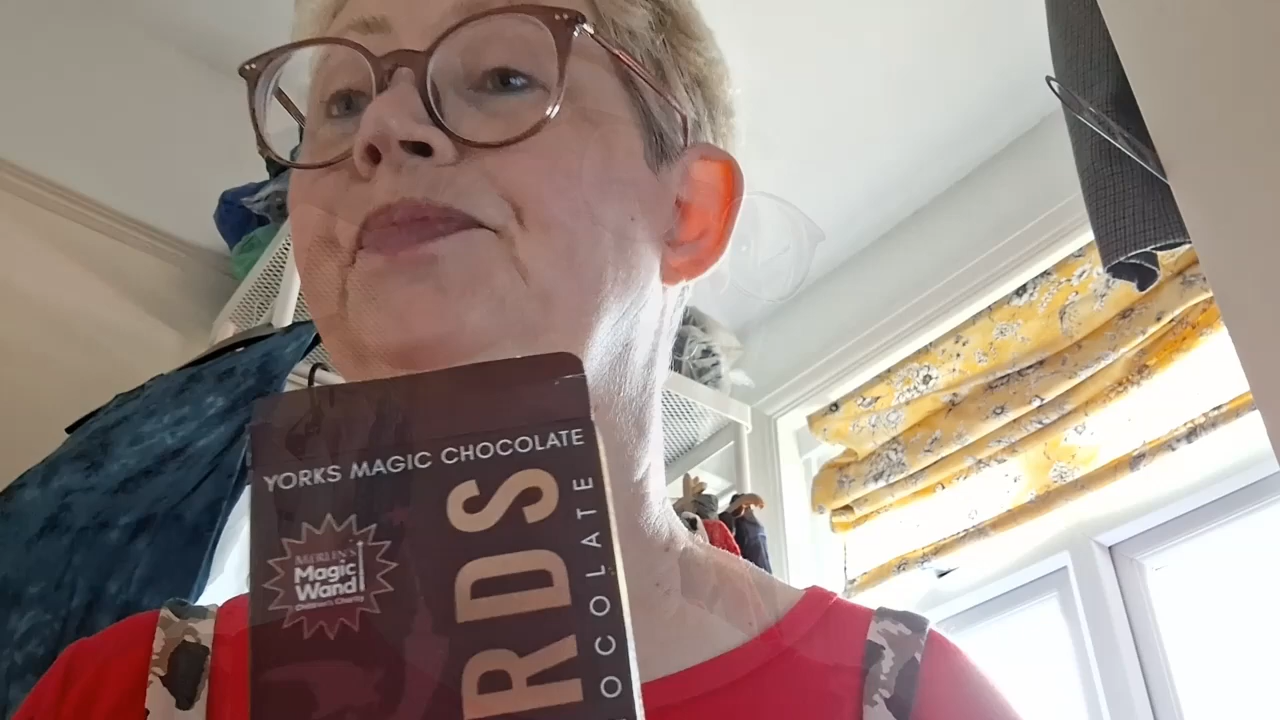 YORKS MAGIC CHOCOLATE
MERLIN'S
Magic
Wand
Children's Charity
RDS
OCOLATE